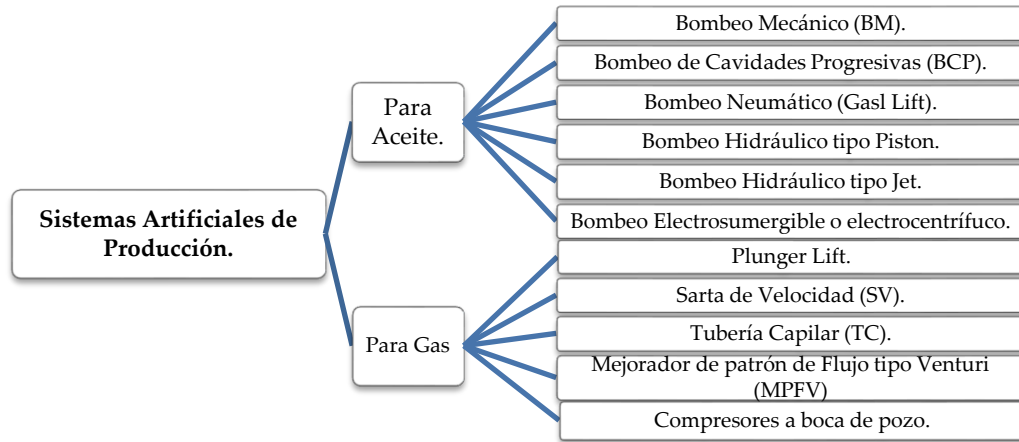 Sistemas Artificiales de
Producción.
Para
Aceite.
Bombeo Mecánico (BM).
Bombeo de Cavidades Progresivas (BCP).
Bombeo Neumático (Gasl Lift).
Bombeo Hidráulico tipo Piston.
Bombeo Hidráulico tipo Jet.
Bombeo Electrosumergible o electrocentrífuco.
Para Gas
Plunger Lift.
Sarta de Velocidad (SV).
Tubería Capilar (TC).
Mejorador de patrón de Flujo tipo Venturi
(MPFV)
Compresores a boca de pozo.